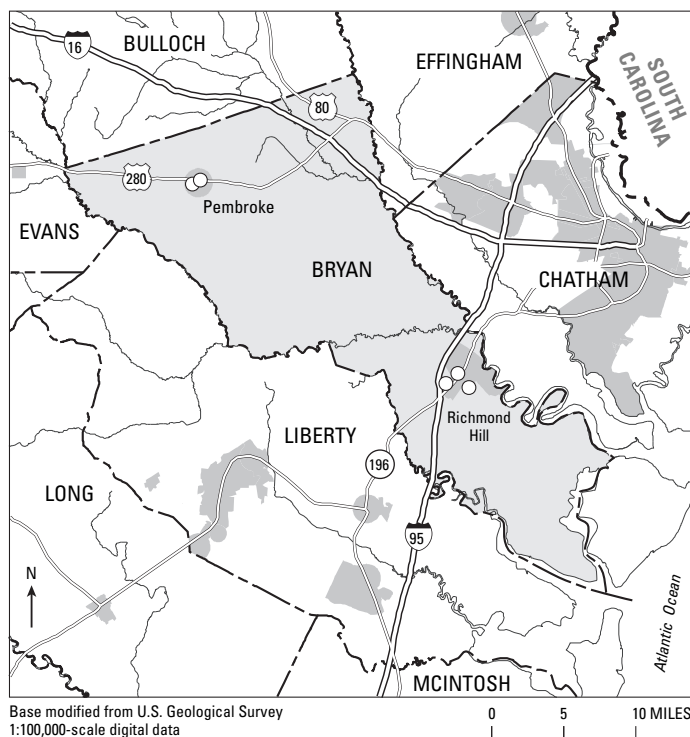 BULLOCH
16
EFFINGHAM
SOUTH
CAROLINA
80
280
Pembroke
EVANS
BRYAN
CHATHAM
Richmond
Hill
LIBERTY
196
LONG
95
N
Atlantic Ocean
MCINTOSH
Base modified from U.S. Geological Survey
1:100,000-scale digital data
0 5 10 MILES